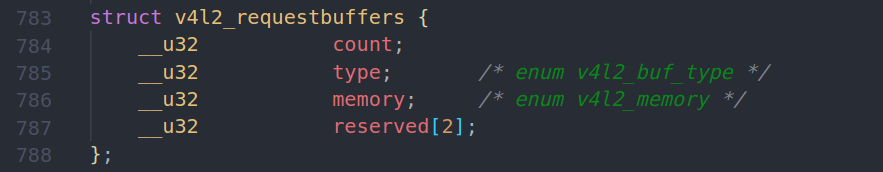 783 struct v4l2_requestbuffers {
784 __u32 count;
785 __u32 type; /* enum v4l2_buf_type */
786 __u32 memory; /* enum v4l2_memory */
787 __u32 reserved[2];
788 };